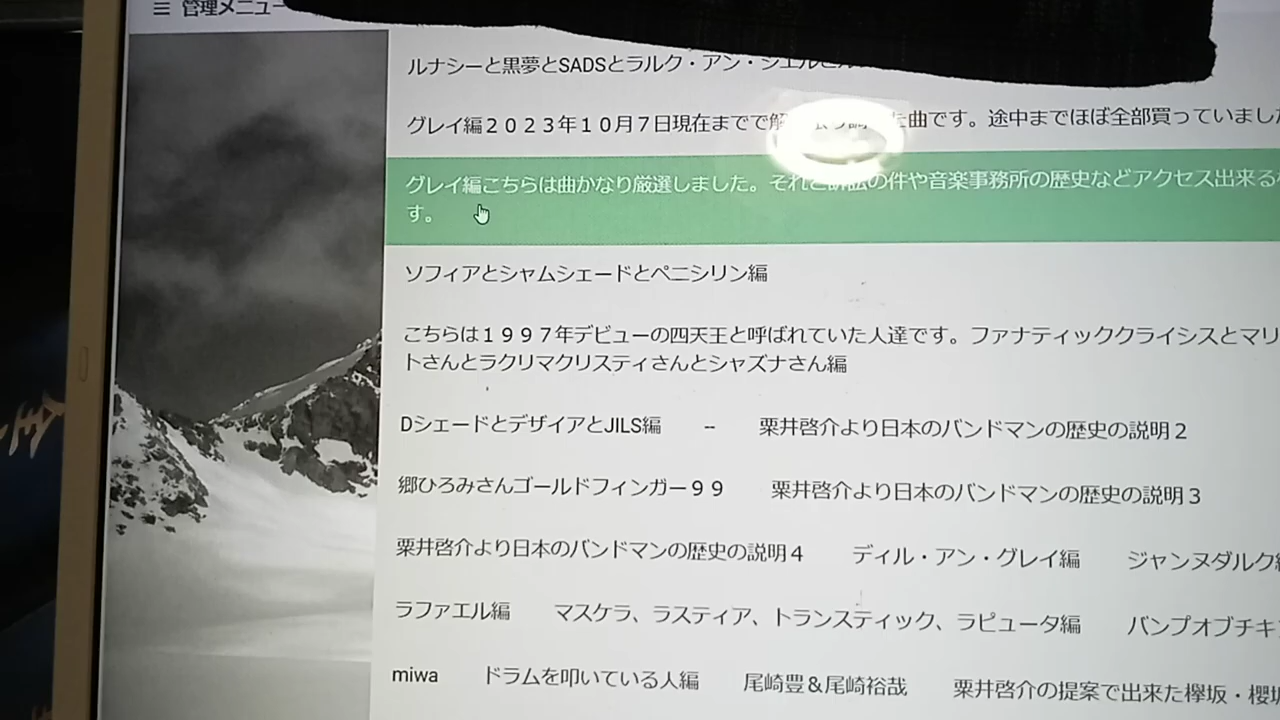 管理メニュー
ルナシーと黒夢とSADSとラルク・アン・シエルと
グレイ編2023年10月7日現在までで解 た曲です。途中までほぼ全部買っていまし
グレイ編こちらは曲かなり厳選しました。それと訴訟の件や音楽事務所の歴史などアクセス出来る
す。
ソフィアとシャムシェードとペニシリン編
こちらは1997年デビューの四天王と呼ばれていた人達です。ファナティッククライシスとマリ
トさんとラクリマクリスティさんとシャズナさん編
DシェードとデザイアとJILS編 -- 粟井啓介より日本のバンドマンの歴史の説明2
郷ひろみさんゴールドフィンガー99 粟井啓介より日本のバンドマンの歴史の説明3
粟井啓介より日本のバンドマンの歴史の説明4 ディル・アン・グレイ編 ジャンヌダルク
ラファエル編 マスケラ、ラスティア、トランスティック、ラピュータ編 バンプオブチキ
miwa ドラムを叩いている人編 尾崎豊&尾崎裕哉 粟井啓介の提案で出来た欅坂・櫻坂